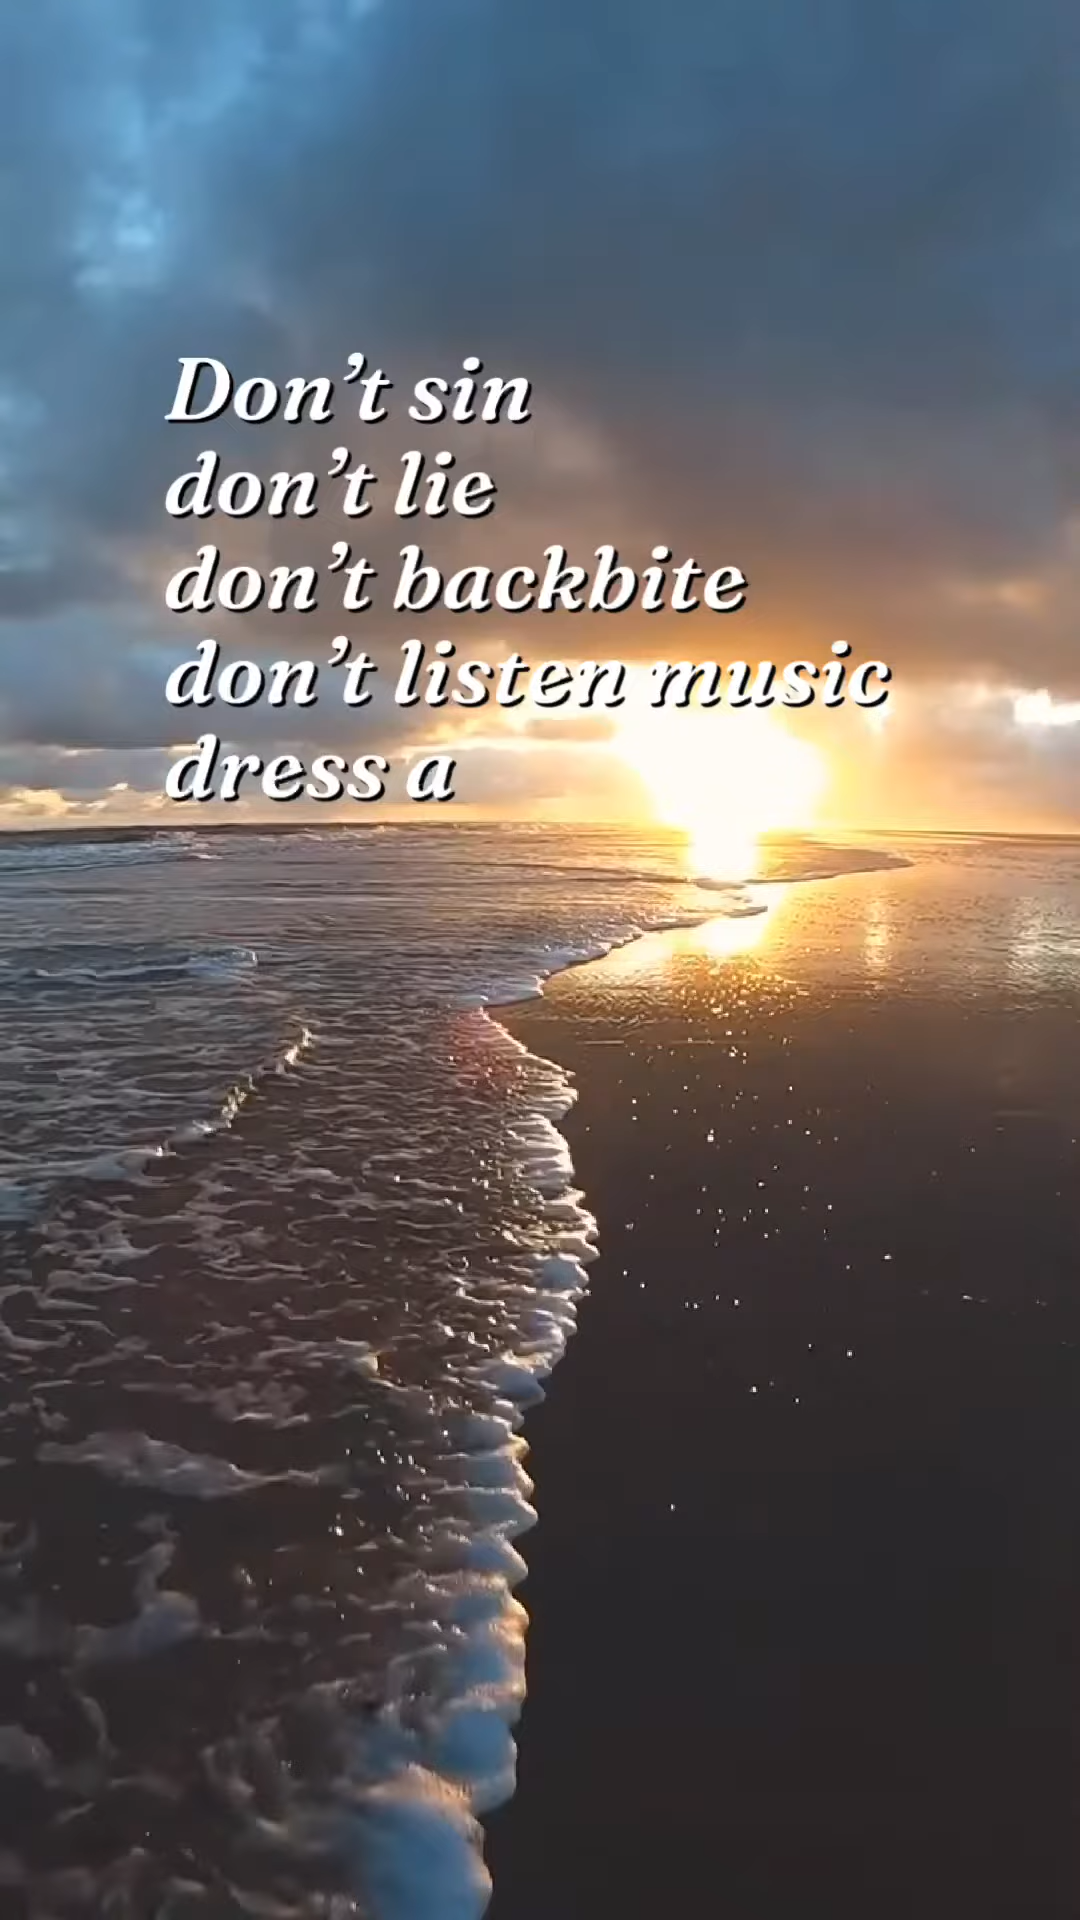 Don't sin
don't lie
don't backbite
don't listen music
dress a